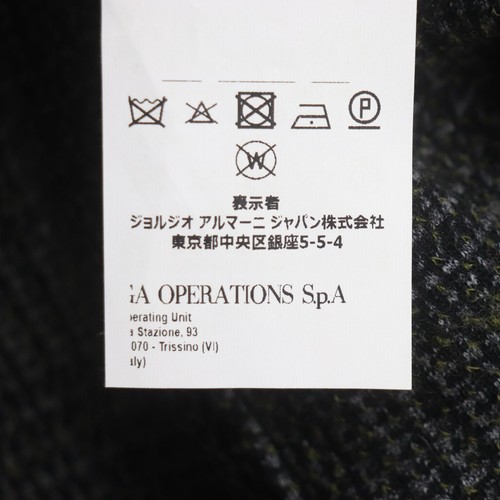 P
W
表示者
ジョルジオ アルマーニ ジャパン株式会社
東京都中央区銀座5-5-4
GA OPERATIONS S.p.A
perating Unit
a Stazione, 93
070 - Trissino (VI)
aly)